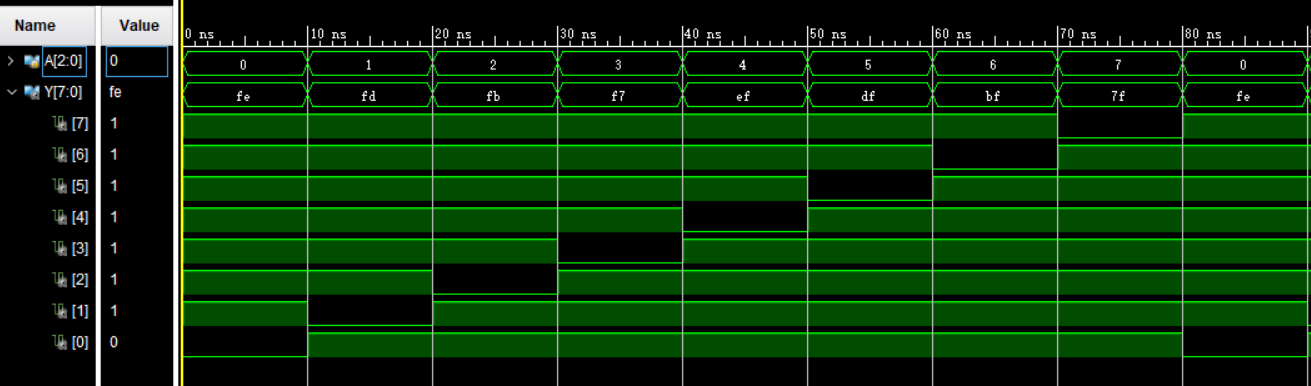 Name Value
0 ns 10 ns 20 ns 30 ns 40 ns 50 ns 60 ns 70 ns 80 ns
A[2:0] 0 0 1 2 3 4 5 6 7 0
Y[7:0] fe fe fd fb f7 ef df bf 7f fe
[7] 1
[6] 1
[5] 1
[4] 1
[3] 1
[2] 1
[1] 1
[0] 0